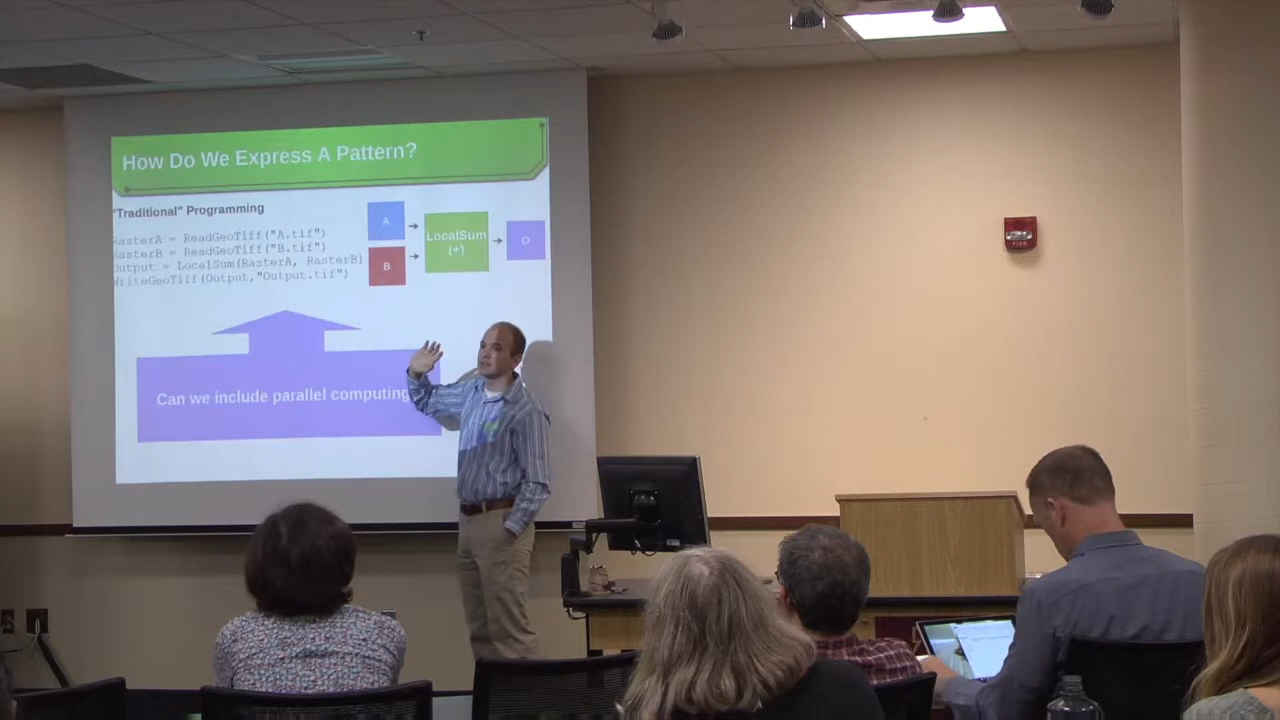 How Do We Express A Pattern?
"Traditional" Programming
RasterA = ReadGeoTiff("A.tif")
RasterB = ReadGeoTiff("B.tif")
Output = LocalSum(RasterA, RasterB)
WriteGeoTiff(Output,"Output.tif")
A
B
LocalSum
(+)
O
Can we include parallel computing
FIRE